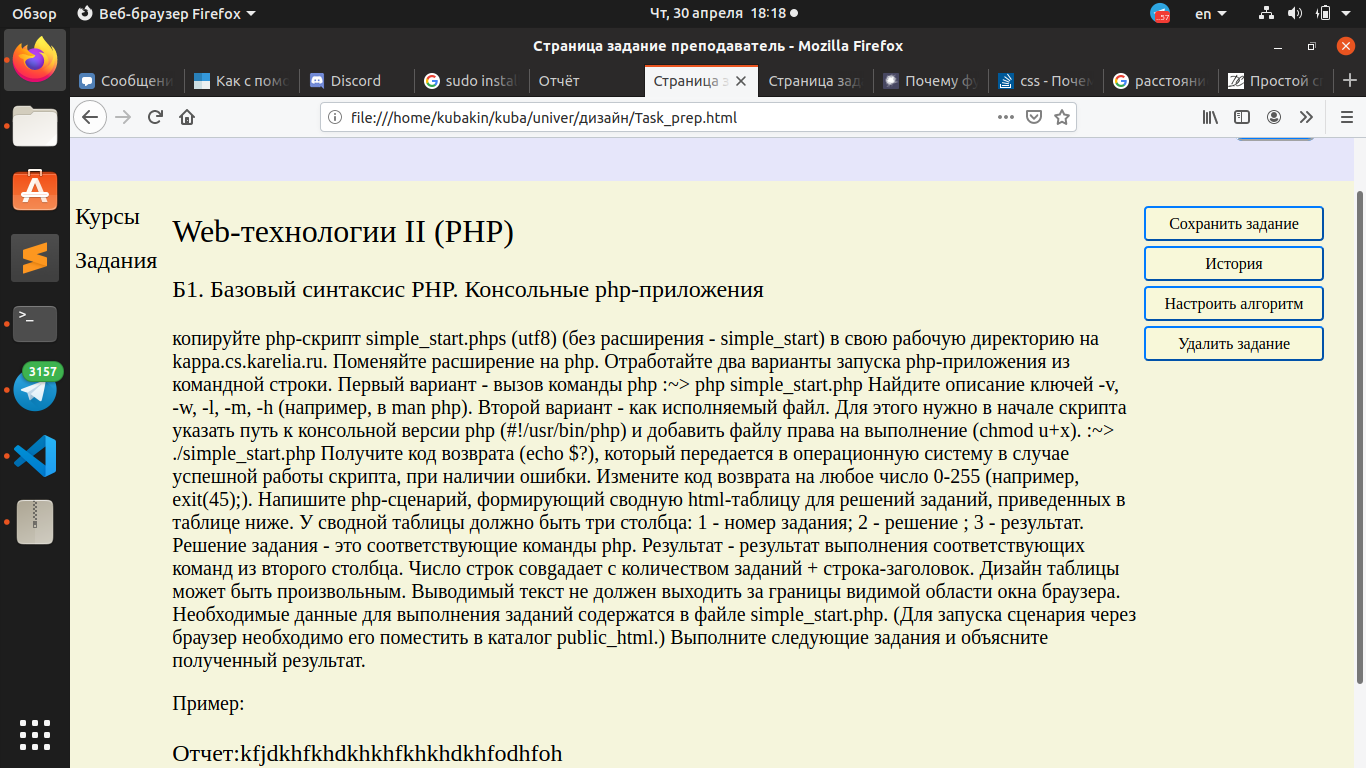 Обзор
Веб-браузер Firefox
Чт, 30 апреля 18:18
57
en
Страница задание преподаватель - Mozilla Firefox
Сообщени
Как с помо
Discord
sudo instal
Отчёт
Страница з
Страница зад
Почему фу
css - Почем
расстояни
Простой с
file:///home/kubakin/kuba/univer/дизайн/Task_prep.html
3157
Курсы
Задания
Web-технологии II (PHP)
Б1. Базовый синтаксис PHP. Консольные php-приложения
копируйте php-скрипт simple_start.phps (utf8) (без расширения - simple_start) в свою рабочую директорию на
kappa.cs.karelia.ru. Поменяйте расширение на php. Отработайте два варианты запуска php-приложения из
командной строки. Первый вариант - вызов команды php :~> php simple_start.php Найдите описание ключей -v,
-w, -l, -m, -h (например, в man php). Второй вариант - как исполняемый файл. Для этого нужно в начале скрипта
указать путь к консольной версии php (#!/usr/bin/php) и добавить файлу права на выполнение (chmod u+x). :~>
./simple_start.php Получите код возврата (echo $?), который передается в операционную систему в случае
успешной работы скрипта, при наличии ошибки. Измените код возврата на любое число 0-255 (например,
exit(45);). Напишите php-сценарий, формирующий сводную html-таблицу для решений заданий, приведенных в
таблице ниже. У сводной таблицы должно быть три столбца: 1 - номер задания; 2 - решение ; 3 - результат.
Решение задания - это соответствующие команды php. Результат - результат выполнения соответствующих
команд из второго столбца. Число строк совgадает с количеством заданий + строка-заголовок. Дизайн таблицы
может быть произвольным. Выводимый текст не должен выходить за границы видимой области окна браузера.
Необходимые данные для выполнения заданий содержатся в файле simple_start.php. (Для запуска сценария через
браузер необходимо его поместить в каталог public_html.) Выполните следующие задания и объясните
полученный результат.
Пример:
Отчет:kfjdkhfkhdkhkhfkhkhdkhfodhfoh
Сохранить задание
История
Настроить алгоритм
Удалить задание